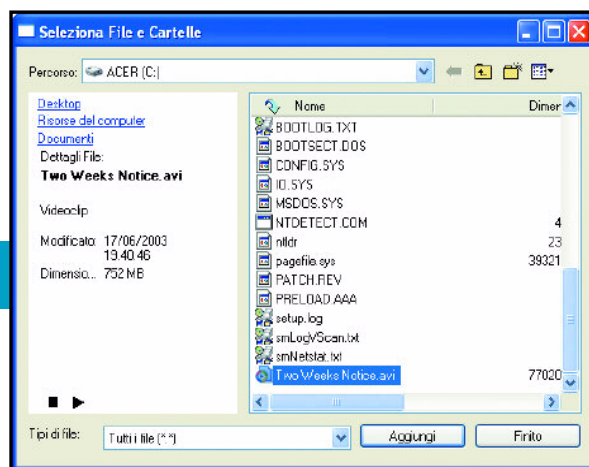 Seleziona File e Cartelle
Percorso: ACER (C:)
Desktop
Risorse del computer
Documenti
Dettagli File:
Two Weeks Notice.avi
Videoclip
Modificato: 17/06/2003
19.40.46
Dimensio... 752 MB
Nome Dimer
BOOTLOG.TXT
BOOTSECT.DOS
CONFIG.SYS
IO.SYS
MSDOS.SYS
NTDETECT.COM 4
ntldr 23
pagefile.sys 39321
PATCH.REV
PRELOAD.AAA
setup.log
smLogVScan.txt
smNetstat.txt
Two Weeks Notice.avi 77020
Tipi di file: Tutti i file (*.*) Aggiungi Finito